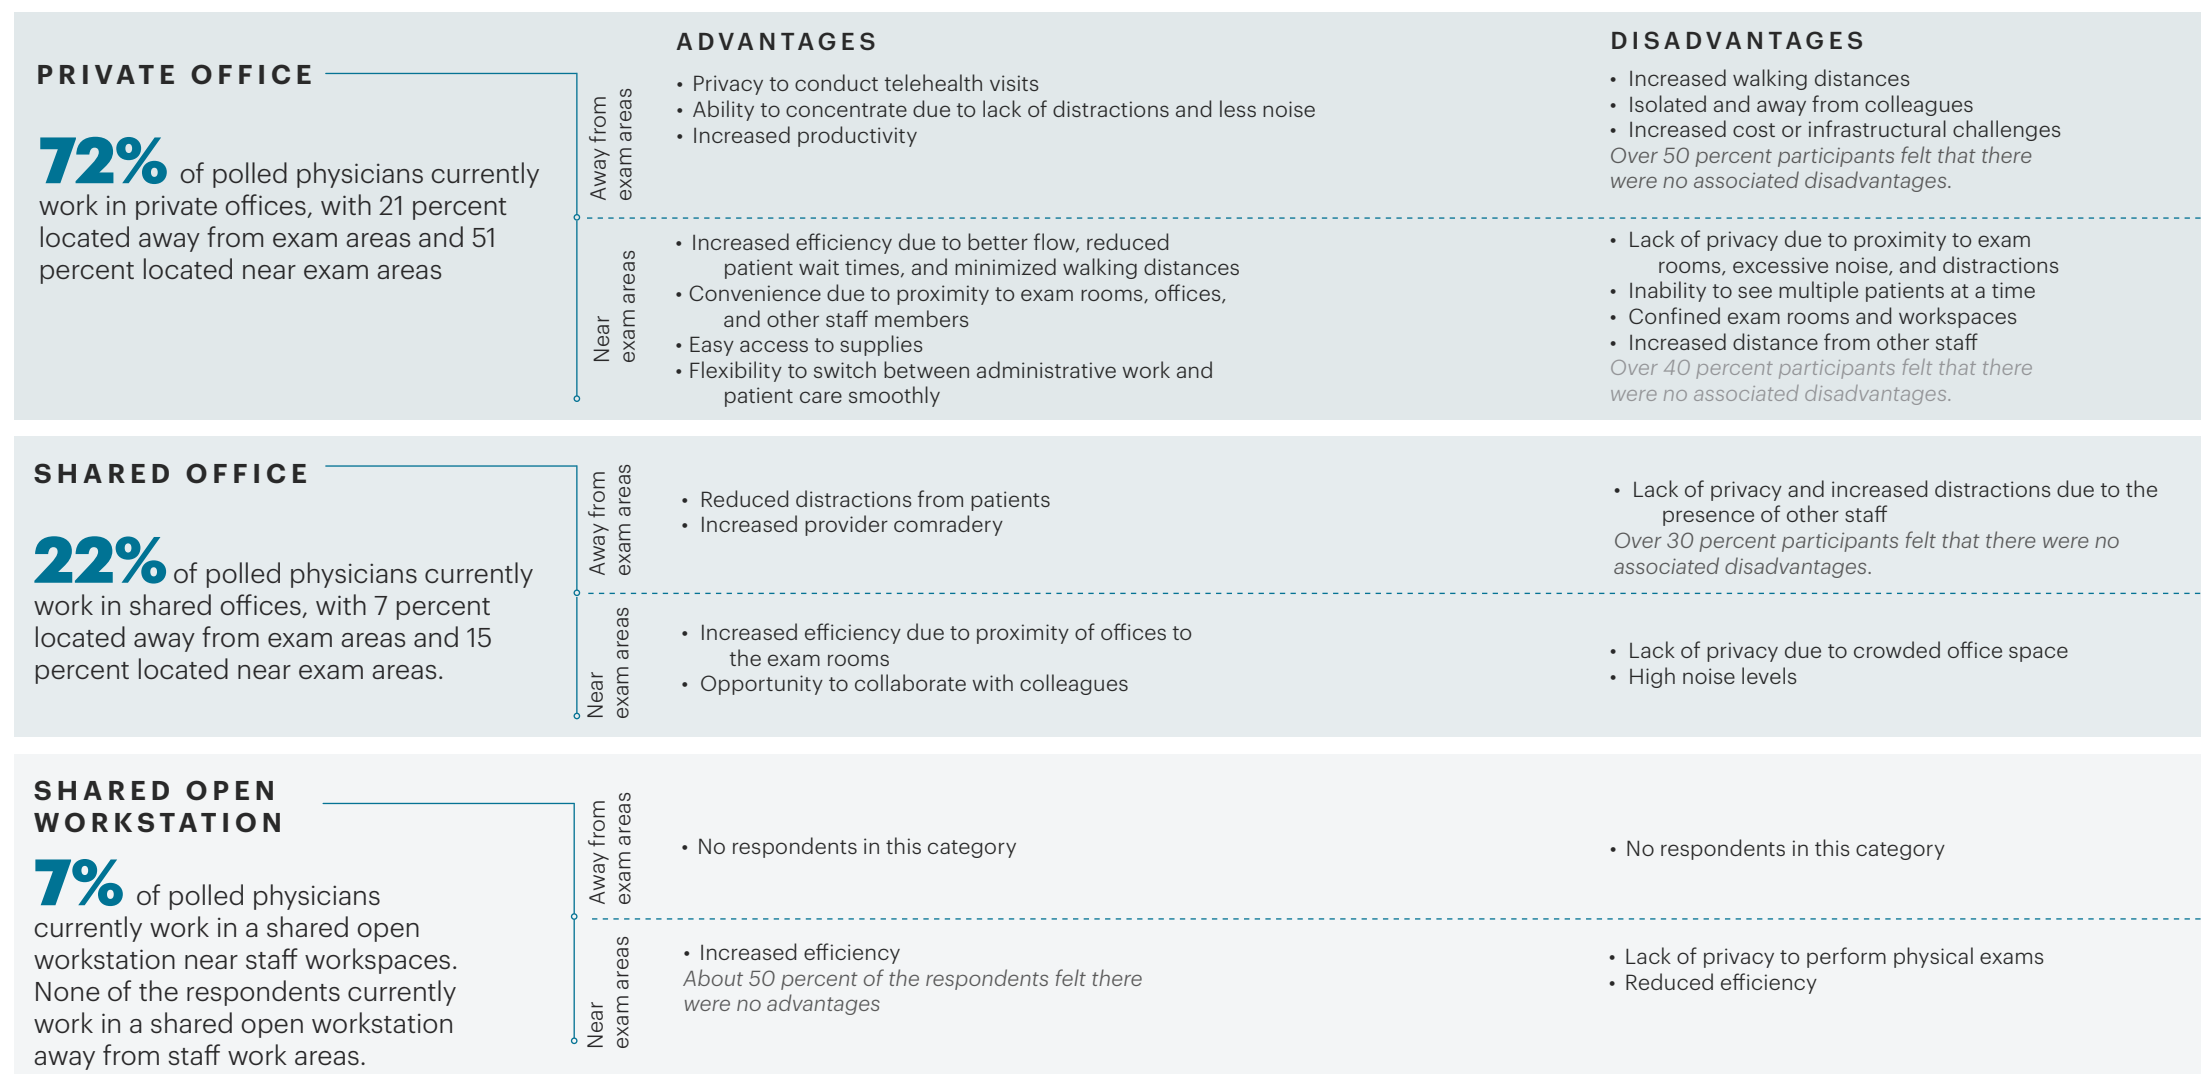 ADVANTAGES
DISADVANTAGES
PRIVATE OFFICE
72% of polled physicians currently
work in private offices, with 21 percent
located away from exam areas and 51
percent located near exam areas
Away from
exam areas
• Privacy to conduct telehealth visits
• Ability to concentrate due to lack of distractions and less noise
• Increased productivity
• Increased walking distances
• Isolated and away from colleagues
• Increased cost or infrastructural challenges
Over 50 percent participants felt that there
were no associated disadvantages.
Near
exam areas
• Increased efficiency due to better flow, reduced
patient wait times, and minimized walking distances
• Convenience due to proximity to exam rooms, offices,
and other staff members
• Easy access to supplies
• Flexibility to switch between administrative work and
patient care smoothly
• Lack of privacy due to proximity to exam
rooms, excessive noise, and distractions
• Inability to see multiple patients at a time
• Confined exam rooms and workspaces
• Increased distance from other staff
Over 40 percent participants felt that there
were no associated disadvantages.
SHARED OFFICE
22% of polled physicians currently
work in shared offices, with 7 percent
located away from exam areas and 15
percent located near exam areas.
Away from
exam areas
• Reduced distractions from patients
• Increased provider comradery
• Lack of privacy and increased distractions due to the
presence of other staff
Over 30 percent participants felt that there were no
associated disadvantages.
Near
exam areas
• Increased efficiency due to proximity of offices to
the exam rooms
• Opportunity to collaborate with colleagues
• Lack of privacy due to crowded office space
• High noise levels
SHARED OPEN
WORKSTATION
7% of polled physicians
currently work in a shared open
workstation near staff workspaces.
None of the respondents currently
work in a shared open workstation
away from staff work areas.
Away from
exam areas
• No respondents in this category
• No respondents in this category
Near
exam areas
• Increased efficiency
About 50 percent of the respondents felt there
were no advantages
• Lack of privacy to perform physical exams
• Reduced efficiency